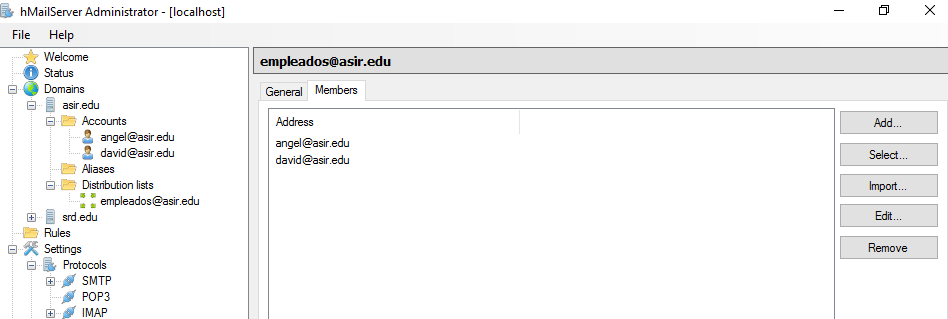 hMailServer Administrator - [localhost]
File Help
Welcome
Status
Domains
asir.edu
Accounts
angel@asir.edu
david@asir.edu
Aliases
Distribution lists
empleados@asir.edu
srd.edu
Rules
Settings
Protocols
SMTP
POP3
IMAP
empleados@asir.edu
General Members
Address
angel@asir.edu
david@asir.edu
Add...
Select...
Import...
Edit...
Remove